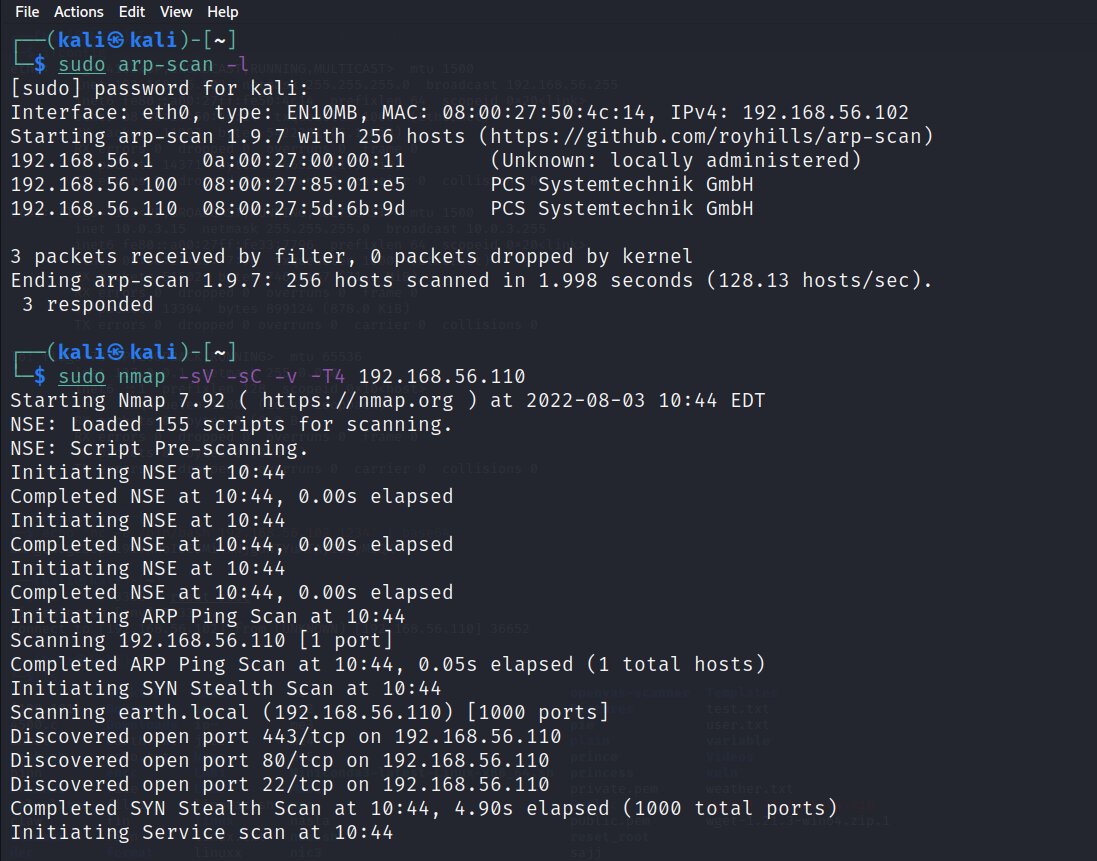 File Actions Edit View Help
┌──(kali㉿kali)-[~]
└─$ sudo arp-scan -l
[sudo] password for kali:
Interface: eth0, type: EN10MB, MAC: 08:00:27:50:4c:14, IPv4: 192.168.56.102
Starting arp-scan 1.9.7 with 256 hosts (https://github.com/royhills/arp-scan)
192.168.56.1 0a:00:27:00:00:11 (Unknown: locally administered)
192.168.56.100 08:00:27:85:01:e5 PCS Systemtechnik GmbH
192.168.56.110 08:00:27:5d:6b:9d PCS Systemtechnik GmbH
3 packets received by filter, 0 packets dropped by kernel
Ending arp-scan 1.9.7: 256 hosts scanned in 1.998 seconds (128.13 hosts/sec).
3 responded
┌──(kali㉿kali)-[~]
└─$ sudo nmap -sV -sC -v -T4 192.168.56.110
Starting Nmap 7.92 ( https://nmap.org ) at 2022-08-03 10:44 EDT
NSE: Loaded 155 scripts for scanning.
NSE: Script Pre-scanning.
Initiating NSE at 10:44
Completed NSE at 10:44, 0.00s elapsed
Initiating NSE at 10:44
Completed NSE at 10:44, 0.00s elapsed
Initiating NSE at 10:44
Completed NSE at 10:44, 0.00s elapsed
Initiating ARP Ping Scan at 10:44
Scanning 192.168.56.110 [1 port]
Completed ARP Ping Scan at 10:44, 0.05s elapsed (1 total hosts)
Initiating SYN Stealth Scan at 10:44
Scanning earth.local (192.168.56.110) [1000 ports]
Discovered open port 443/tcp on 192.168.56.110
Discovered open port 80/tcp on 192.168.56.110
Discovered open port 22/tcp on 192.168.56.110
Completed SYN Stealth Scan at 10:44, 4.90s elapsed (1000 total ports)
Initiating Service scan at 10:44